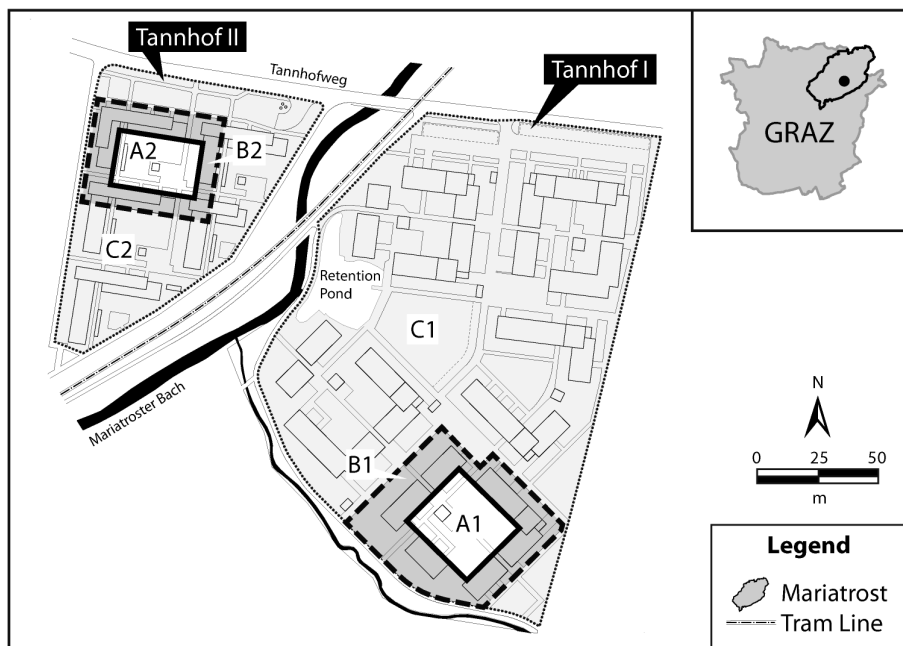 Tannhof II
Tannhofweg
Tannhof I
GRAZ
A2
B2
C2
Retention
Pond
C1
Mariatroster Bach
B1
A1
N
0 25 50
m
Legend
Mariatrost
Tram Line